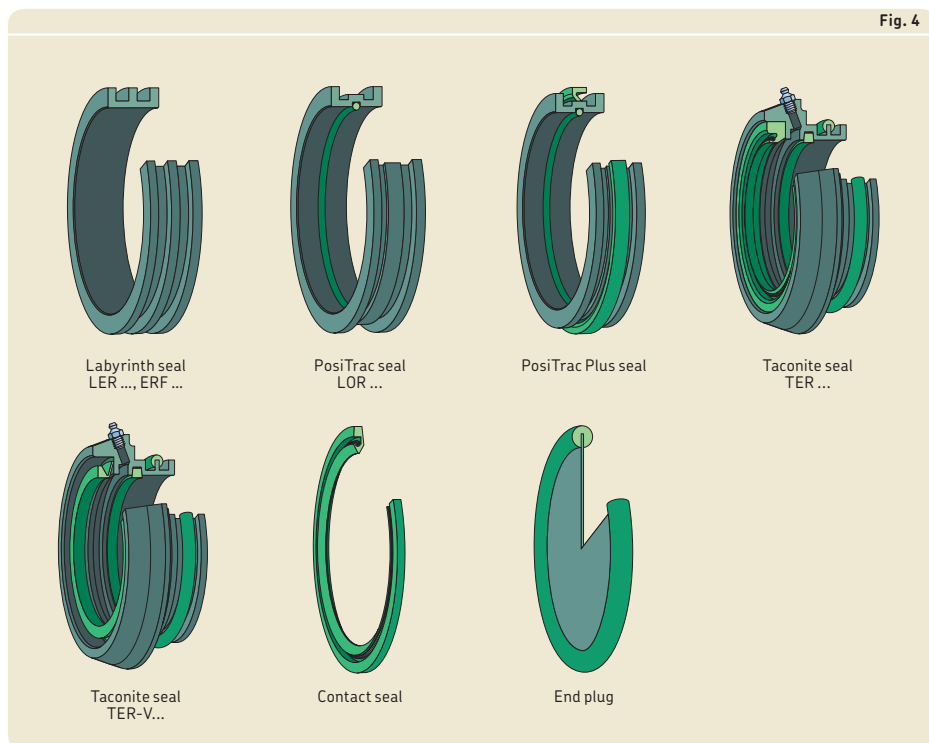 Fig. 4
Labyrinth seal
LER ..., ERF ...
PosiTrac seal
LOR ...
PosiTrac Plus seal
Taconite seal
TER ...
Taconite seal
TER-V...
Contact seal
End plug